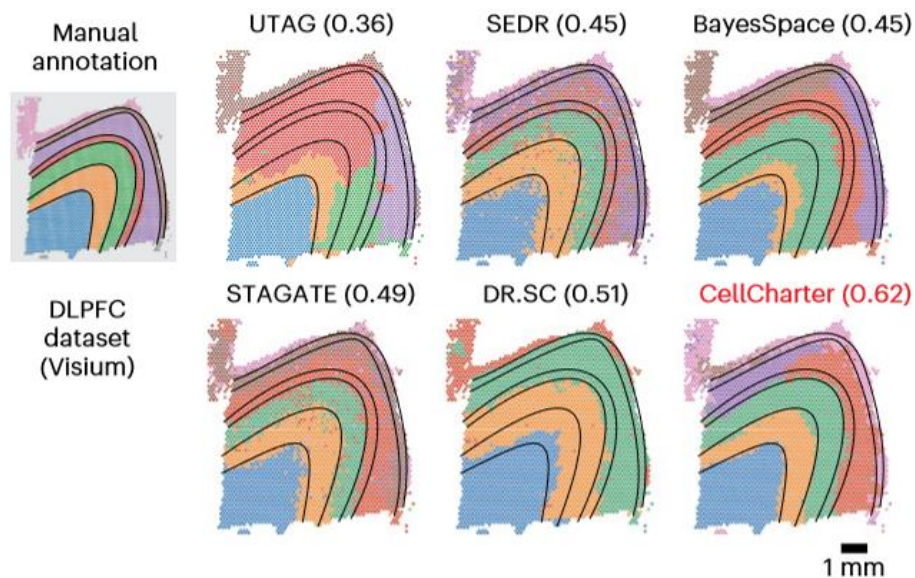 Manual
annotation
UTAG (0.36)
SEDR (0.45)
BayesSpace (0.45)
DLPFC
dataset
(Visium)
STAGATE (0.49)
DR.SC (0.51)
CellCharter (0.62)
1 mm